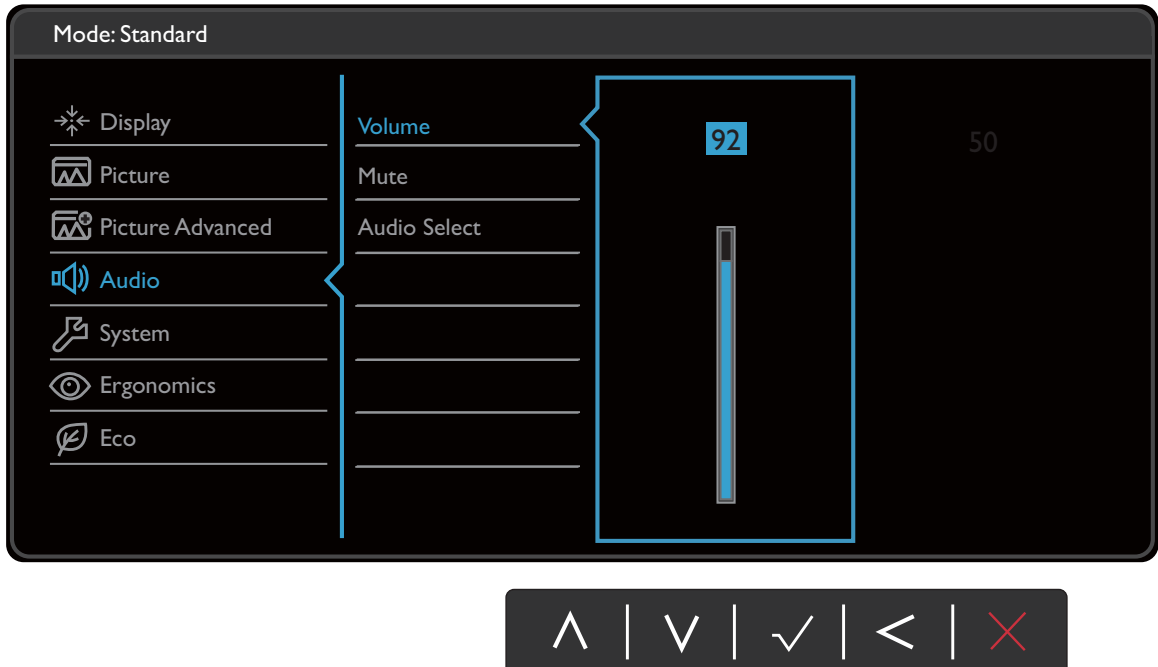 Mode: Standard
Display
Picture
Picture Advanced
Audio
System
Ergonomics
Eco
Volume
Mute
Audio Select
92
50